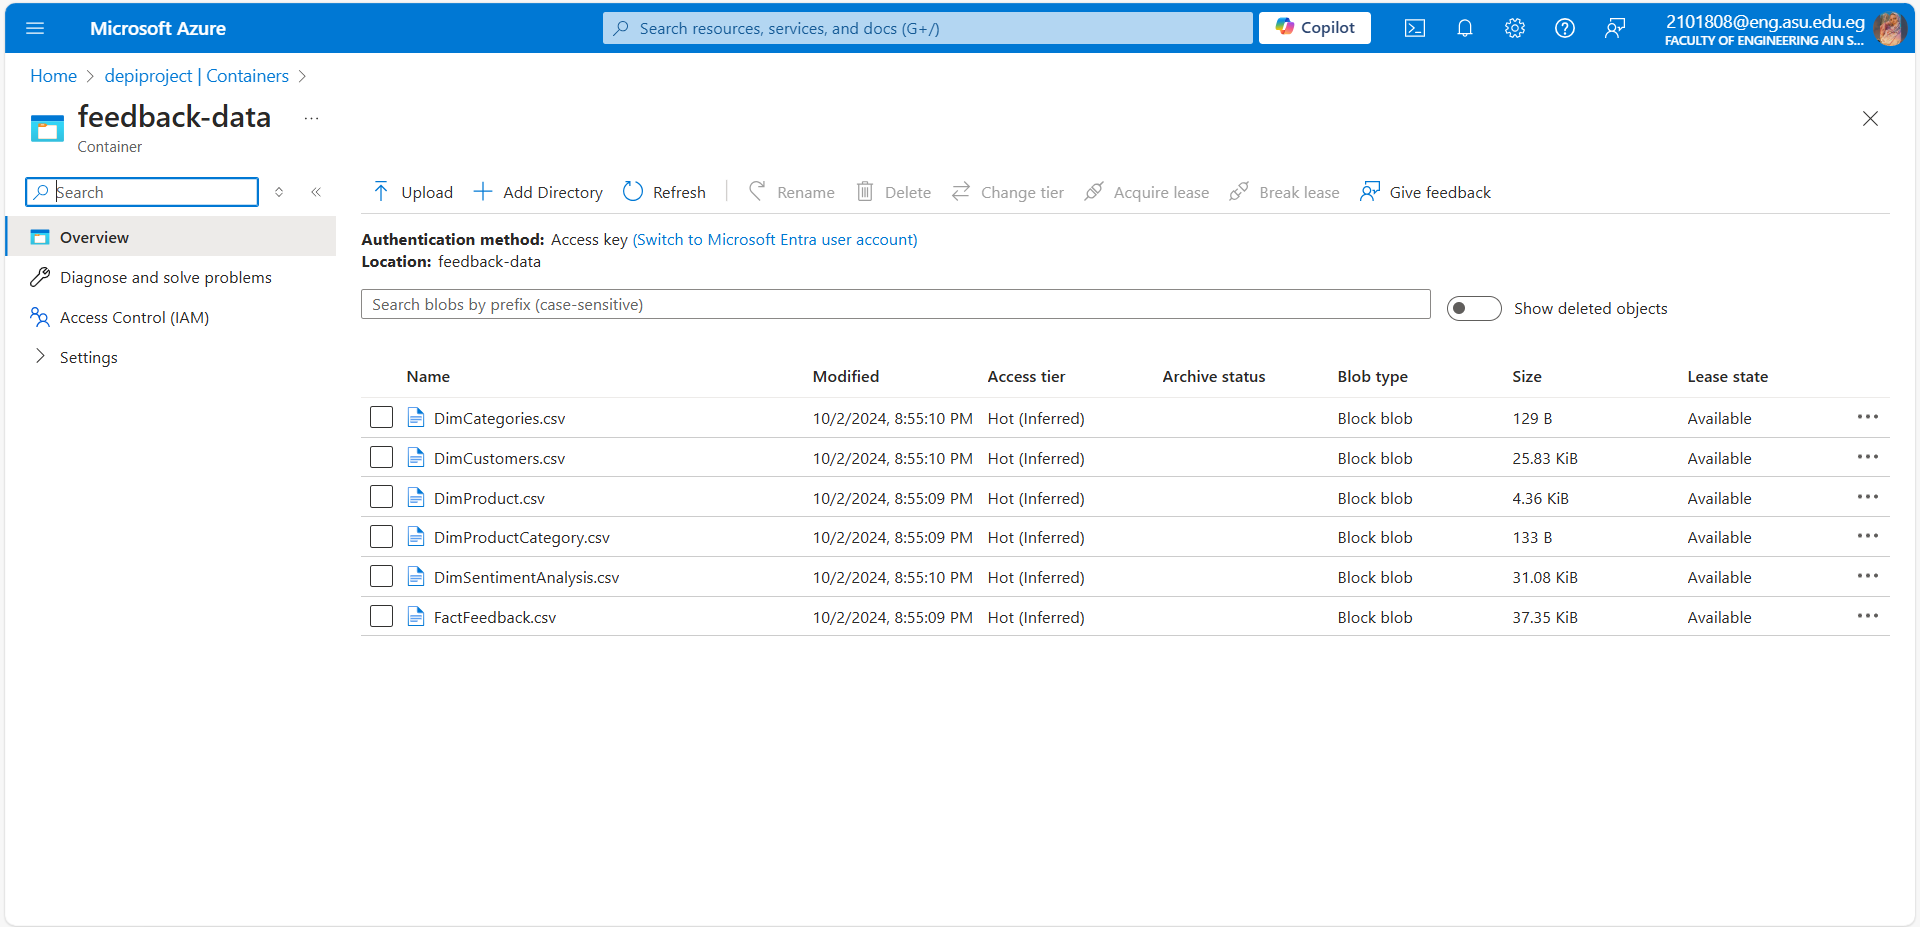 Microsoft Azure
Search resources, services, and docs (G+/)
Copilot
2101808@eng.asu.edu.eg
FACULTY OF ENGINEERING AIN S...
Home > depiproject | Containers >
feedback-data ...
Container
Search
Overview
Diagnose and solve problems
Access Control (IAM)
Settings
Upload Add Directory Refresh Rename Delete Change tier Acquire lease Break lease Give feedback
Authentication method: Access key (Switch to Microsoft Entra user account)
Location: feedback-data
Search blobs by prefix (case-sensitive)
Show deleted objects
Name Modified Access tier Archive status Blob type Size Lease state
DimCategories.csv 10/2/2024, 8:55:10 PM Hot (Inferred) Block blob 129 B Available
DimCustomers.csv 10/2/2024, 8:55:10 PM Hot (Inferred) Block blob 25.83 KiB Available
DimProduct.csv 10/2/2024, 8:55:09 PM Hot (Inferred) Block blob 4.36 KiB Available
DimProductCategory.csv 10/2/2024, 8:55:09 PM Hot (Inferred) Block blob 133 B Available
DimSentimentAnalysis.csv 10/2/2024, 8:55:10 PM Hot (Inferred) Block blob 31.08 KiB Available
FactFeedback.csv 10/2/2024, 8:55:09 PM Hot (Inferred) Block blob 37.35 KiB Available